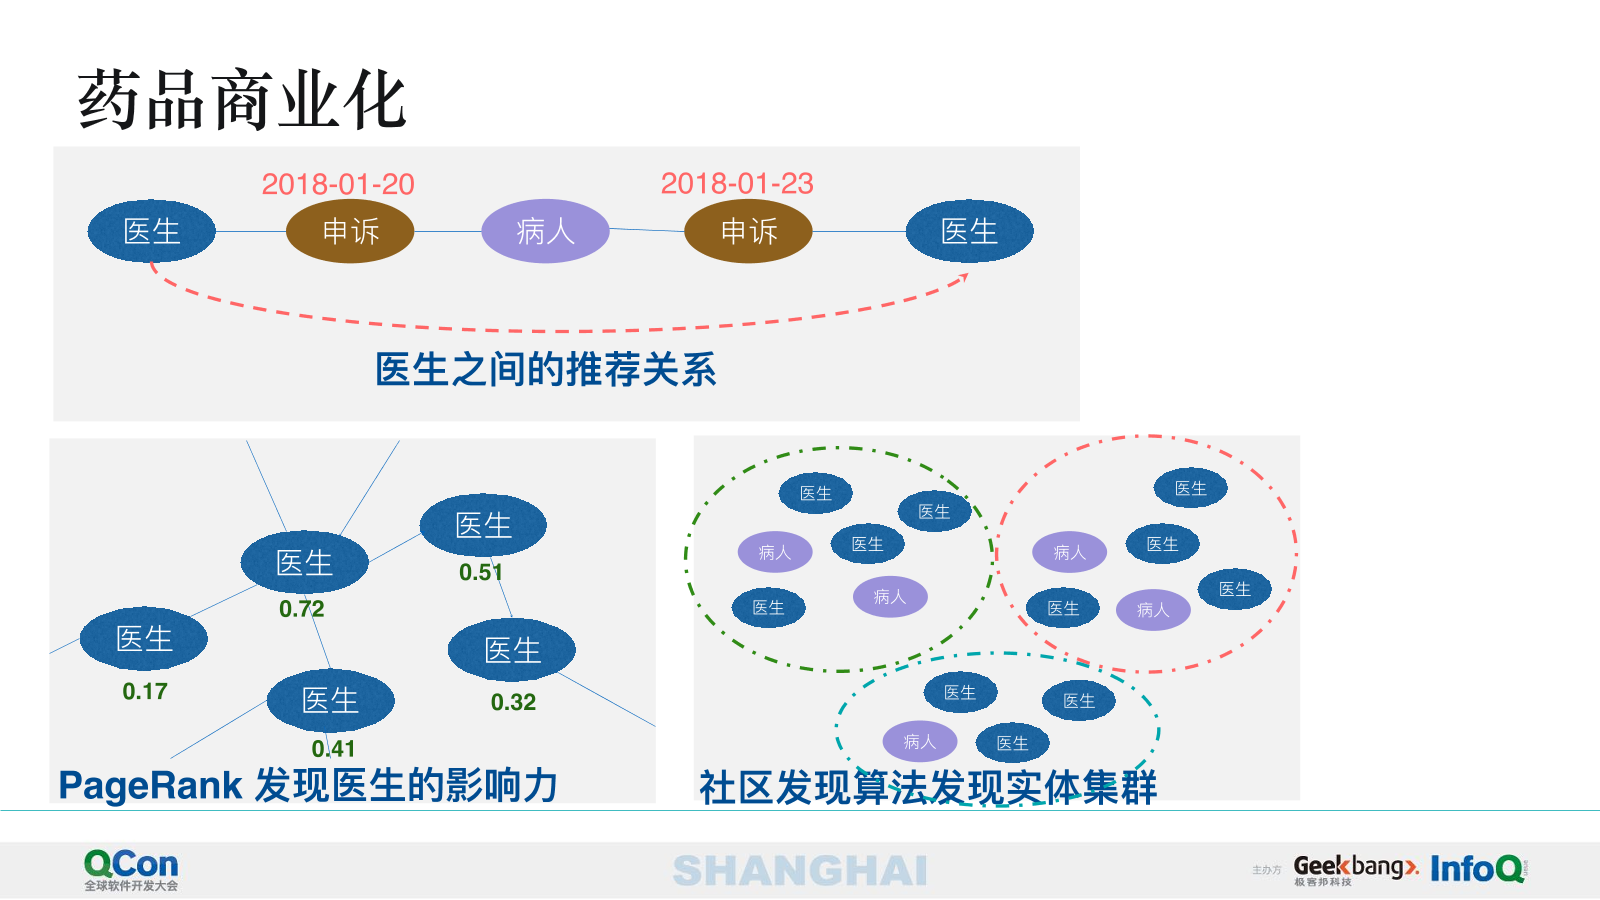 药品商业化
2018-01-20
2018-01-23
医生
申诉
病人
申诉
医生
医生之间的推荐关系
医生
0.51
医生
0.72
医生
0.17
医生
0.32
医生
0.41
PageRank 发现医生的影响力
医生
医生
医生
病人
病人
医生
医生
医生
病人
医生
医生
病人
医生
医生
病人
医生
社区发现算法发现实体集群
QCon
全球软件开发大会
SHANGHAI
主办方
Geekbang>.
极客邦科技
InfoQ